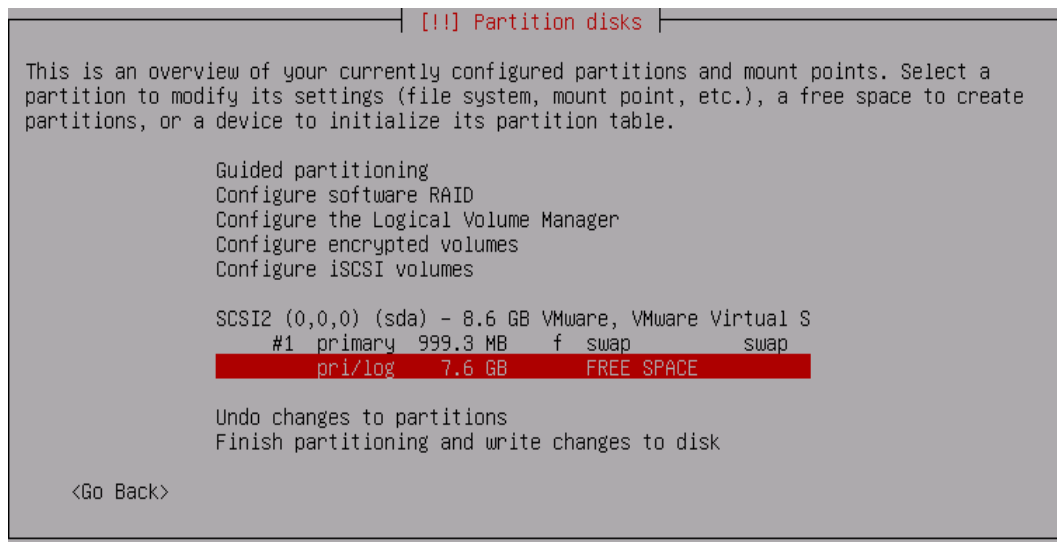 [!!] Partition disks
This is an overview of your currently configured partitions and mount points. Select a
partition to modify its settings (file system, mount point, etc.), a free space to create
partitions, or a device to initialize its partition table.
Guided partitioning
Configure software RAID
Configure the Logical Volume Manager
Configure encrypted volumes
Configure iSCSI volumes
SCSI2 (0,0,0) (sda) - 8.6 GB VMware, VMware Virtual S
#1 primary 999.3 MB f swap swap
pri/log 7.6 GB FREE SPACE
Undo changes to partitions
Finish partitioning and write changes to disk
<Go Back>